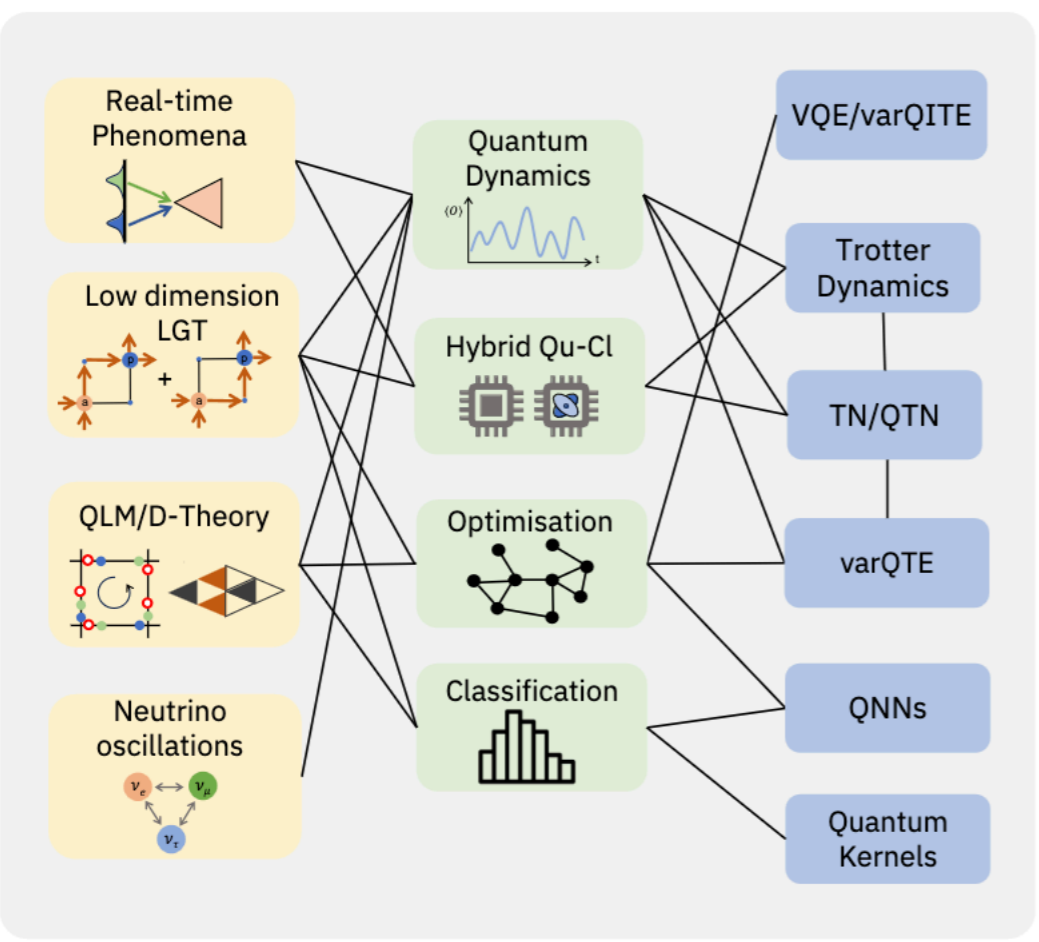 Real-time
Phenomena
Low dimension
LGT
p
a
+
p
a
QLM/D-Theory
Neutrino
oscillations
νe
νμ
ντ
Quantum
Dynamics
⟨O⟩
t
Hybrid Qu-Cl
Optimisation
Classification
VQE/varQITE
Trotter
Dynamics
TN/QTN
varQTE
QNNs
Quantum
Kernels